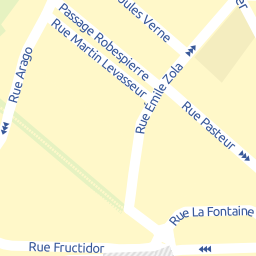 Jules Verne
Passage Robespierre
Rue Martin Levasseur
Rue Arago
Rue Émile Zola
Rue Pasteur
Rue La Fontaine
Rue Fructidor